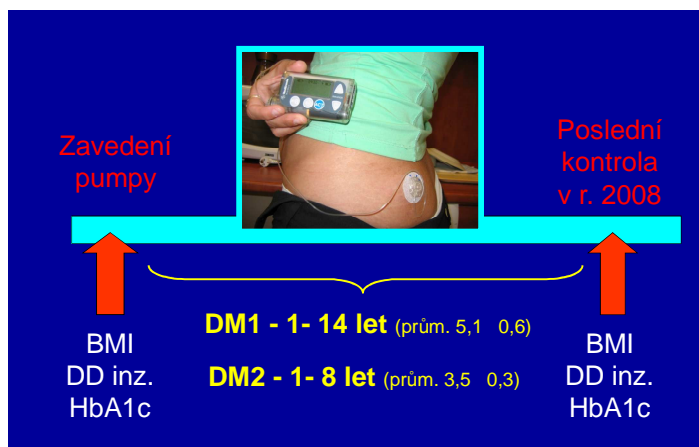 Zavedení
pumpy
Poslední
kontrola
v r. 2008
DM1 - 1- 14 let (prům. 5,1 0,6)
DM2 - 1- 8 let (prům. 3,5 0,3)
BMI
DD inz.
HbA1c
BMI
DD inz.
HbA1c